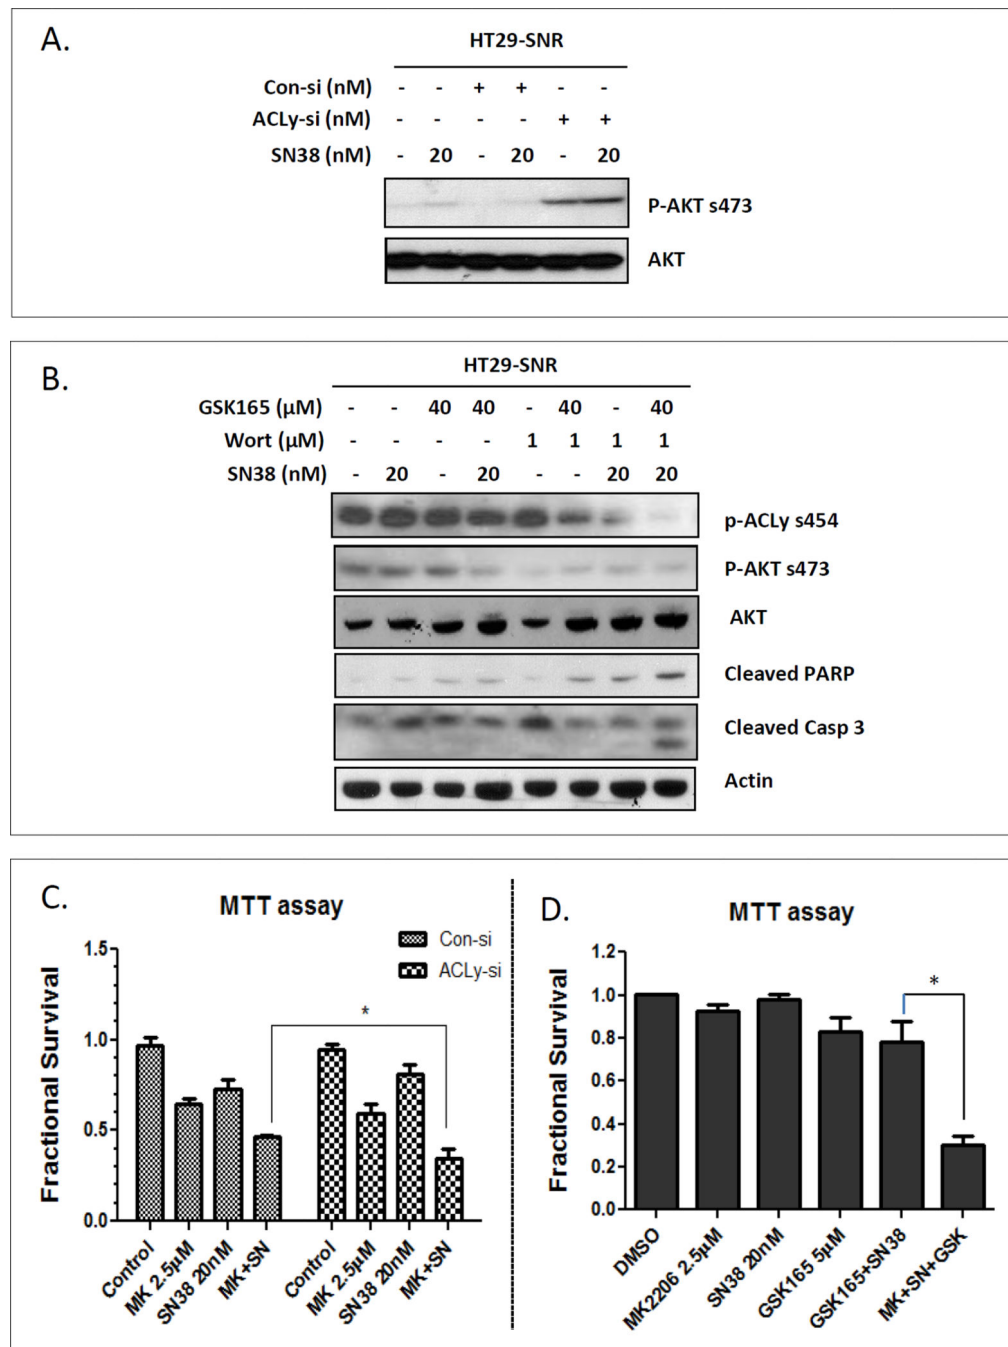 A.
HT29-SNR
Con-si (nM) - - + + - -
ACLy-si (nM) - - - - + +
SN38 (nM) - 20 - 20 - 20
P-AKT s473
AKT
B.
HT29-SNR
GSK165 (µM) - - 40 40 - 40 - 40
Wort (µM) - - - - 1 1 1 1
SN38 (nM) - 20 - 20 - - 20 20
p-ACLy s454
P-AKT s473
AKT
Cleaved PARP
Cleaved Casp 3
Actin
C.
MTT assay
Con-si
ACLy-si
Fractional Survival
1.5
1.0
0.5
0.0
*
Control
MK 2.5µM
SN38 20nM
MK+SN
Control
MK 2.5µM
SN38 20nM
MK+SN
D.
MTT assay
Fractional Survival
1.2
1.0
0.8
0.6
0.4
0.2
0.0
*
DMSO
MK2206 2.5µM
SN38 20nM
GSK165 5µM
GSK165+SN38
MK+SN+GSK